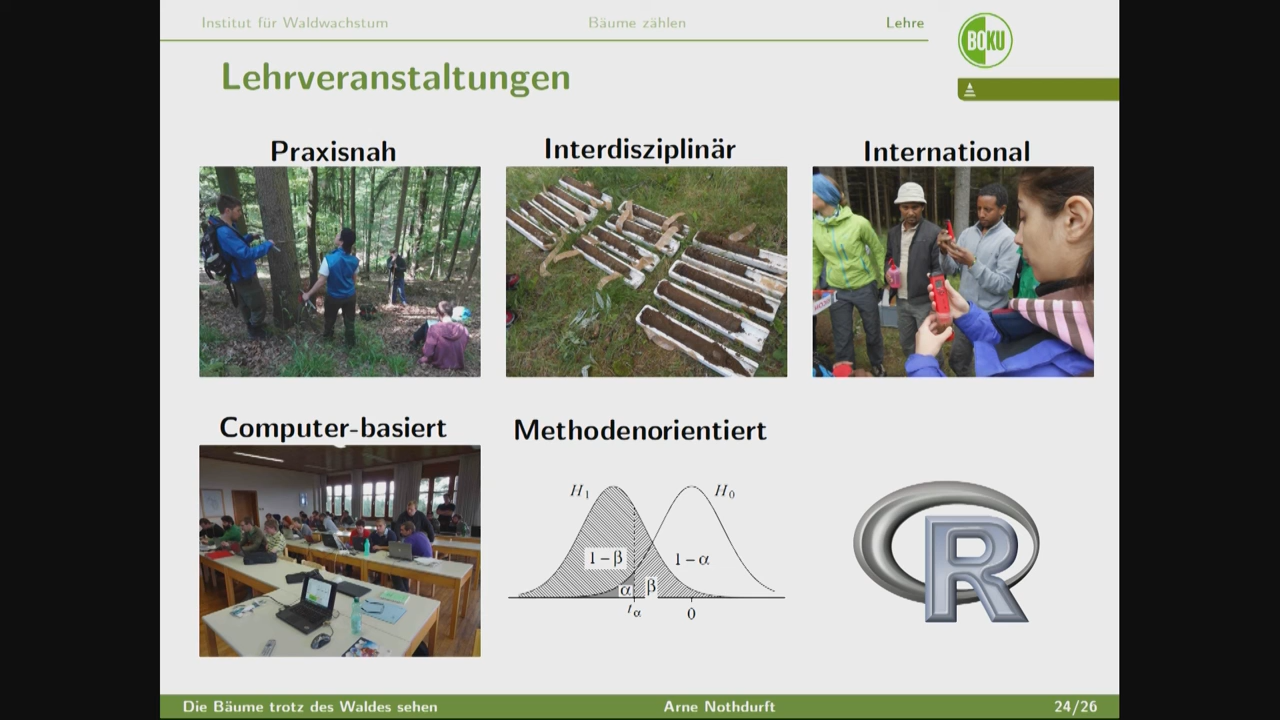 Institut für Waldwachstum
Bäume zählen
Lehre
BOKU
Lehrveranstaltungen
Praxisnah
Interdisziplinär
International
Computer-basiert
Methodenorientiert
H₁
H₀
1 − β
1 − α
α
β
tα
0
R
Die Bäume trotz des Waldes sehen
Arne Nothdurft
24/26